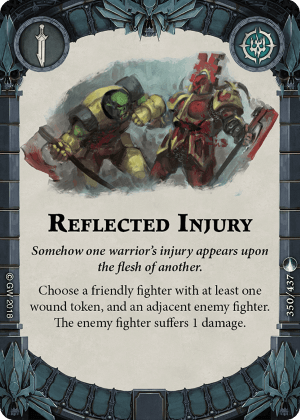 REFLECTED INJURY
Somehow one warrior's injury appears upon
the flesh of another.
Choose a friendly fighter with at least one
wound token, and an adjacent enemy fighter.
The enemy fighter suffers 1 damage.
© GW 2018
350/437